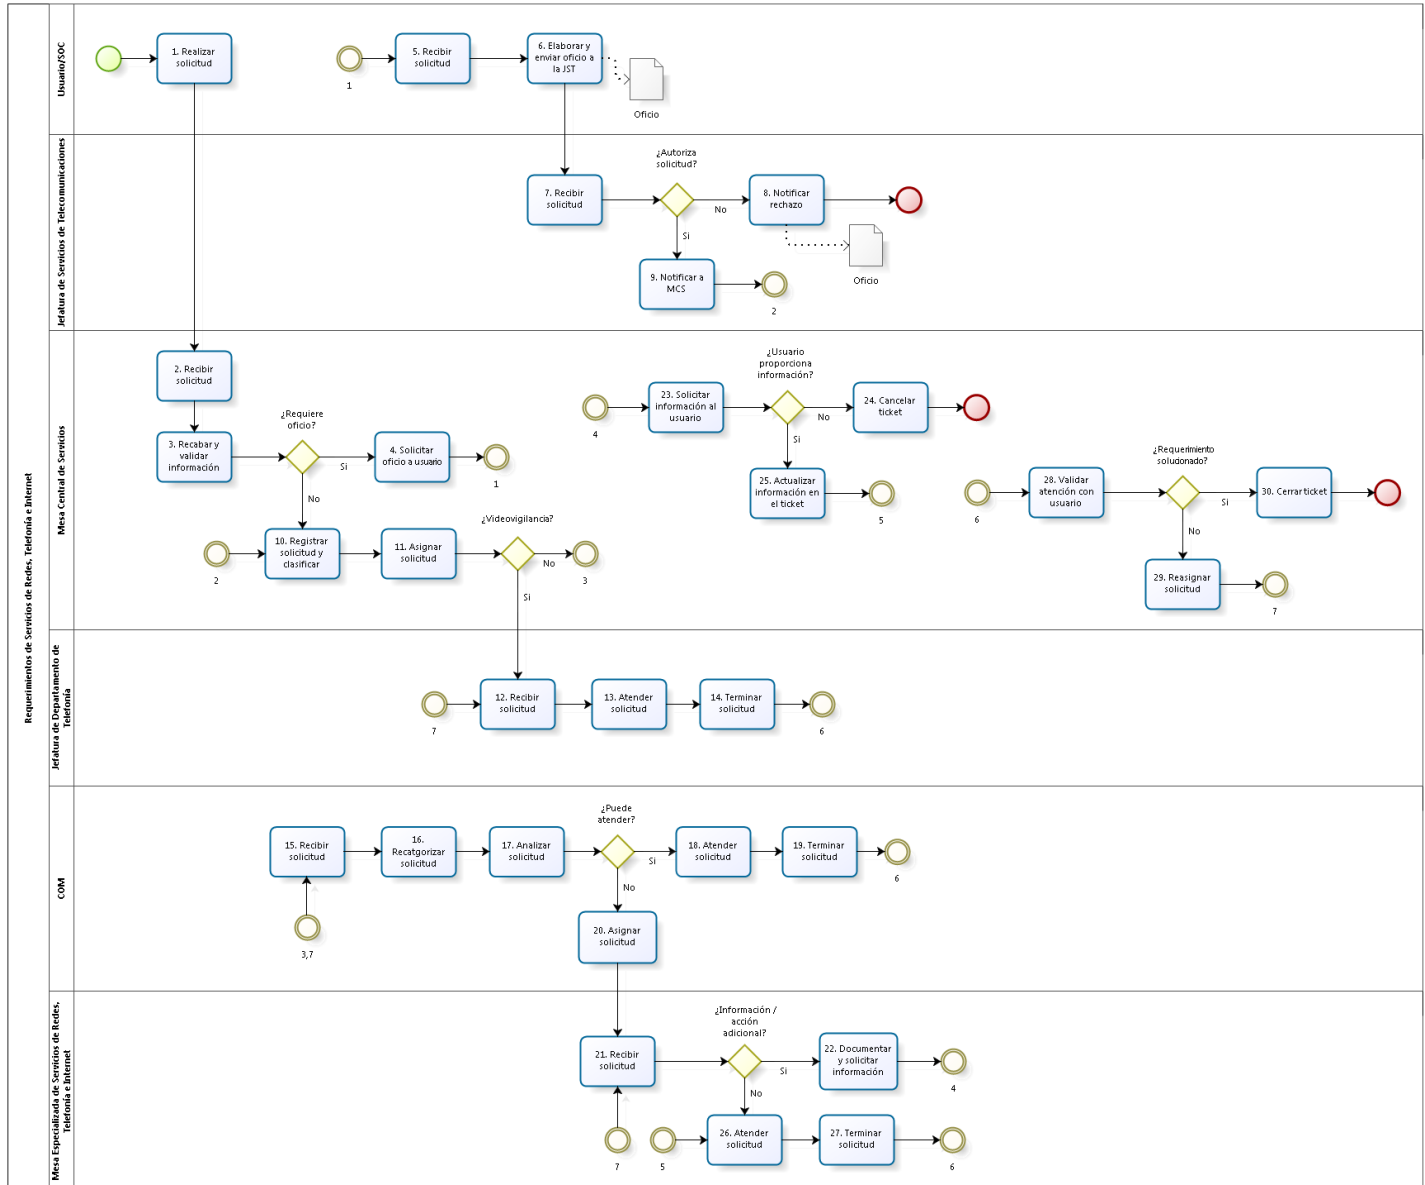 Requerimientos de Servicios de Redes, Telefonía e Internet
Usuario/SOC
1. Realizar
solicitud
1
5. Recibir
solicitud
6. Elaborar y
enviar oficio a
la JST
Oficio
Jefatura de Servicios de Telecomunicaciones
7. Recibir
solicitud
¿Autoriza
solicitud?
No
Si
8. Notificar
rechazo
Oficio
9. Notificar a
MCS
2
Mesa Central de Servicios
2. Recibir
solicitud
3. Recabar y
validar
información
¿Requiere
oficio?
Si
No
4. Solicitar
oficio a usuario
1
2
10. Registrar
solicitud y
clasificar
11. Asignar
solicitud
¿Videovigilancia?
No
Si
3
4
23. Solicitar
información al
usuario
¿Usuario
proporciona
información?
No
Si
24. Cancelar
ticket
25. Actualizar
información en
el ticket
5
6
28. Validar
atención con
usuario
¿Requerimiento
soludonado?
Si
No
30. Cerrar ticket
29. Reasignar
solicitud
7
Jefatura de Departamento de
Telefonía
7
12. Recibir
solicitud
13. Atender
solicitud
14. Terminar
solicitud
6
COM
15. Recibir
solicitud
3,7
16.
Recatgorizar
solicitud
17. Analizar
solicitud
¿Puede
atender?
Si
No
18. Atender
solicitud
19. Terminar
solicitud
6
20. Asignar
solicitud
Mesa Especializada de Servicios de Redes,
Telefonía e Internet
21. Recibir
solicitud
7
¿Información /
acción
adicional?
Si
No
22. Documentar
y solicitar
información
4
5
26. Atender
solicitud
27. Terminar
solicitud
6